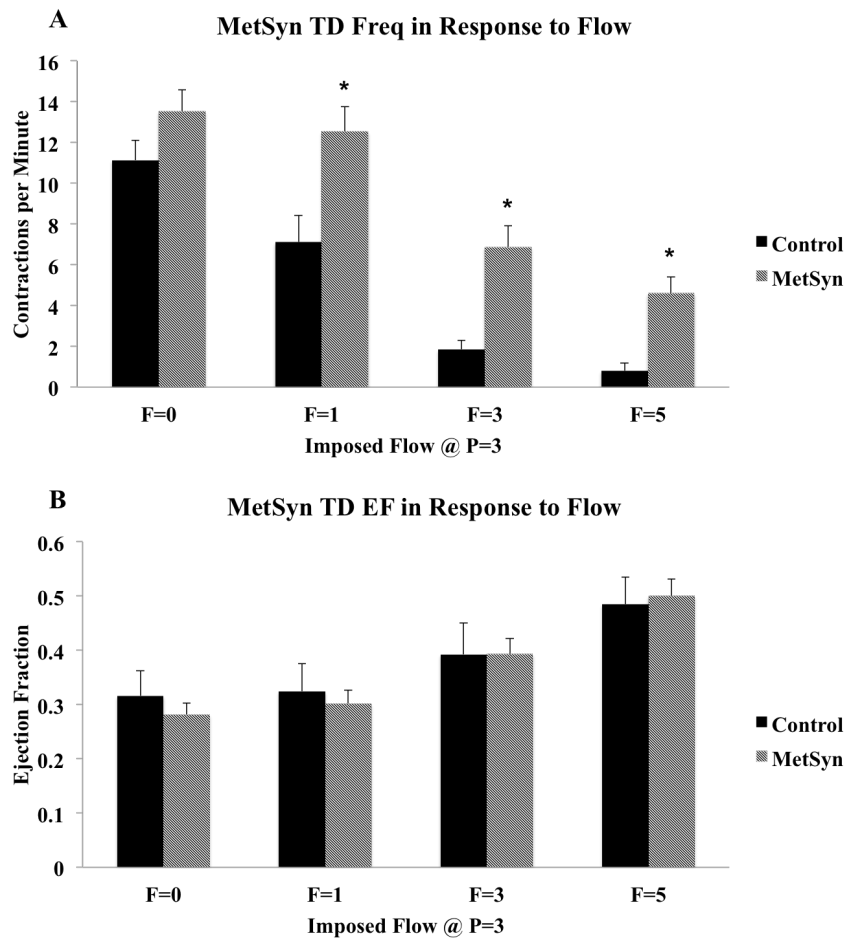 A
MetSyn TD Freq in Response to Flow
Contractions per Minute
16
14
12
10
8
6
4
2
0
*
*
*
Control
MetSyn
F=0 F=1 F=3 F=5
Imposed Flow @ P=3
B
MetSyn TD EF in Response to Flow
Ejection Fraction
0.6
0.5
0.4
0.3
0.2
0.1
0
Control
MetSyn
F=0 F=1 F=3 F=5
Imposed Flow @ P=3